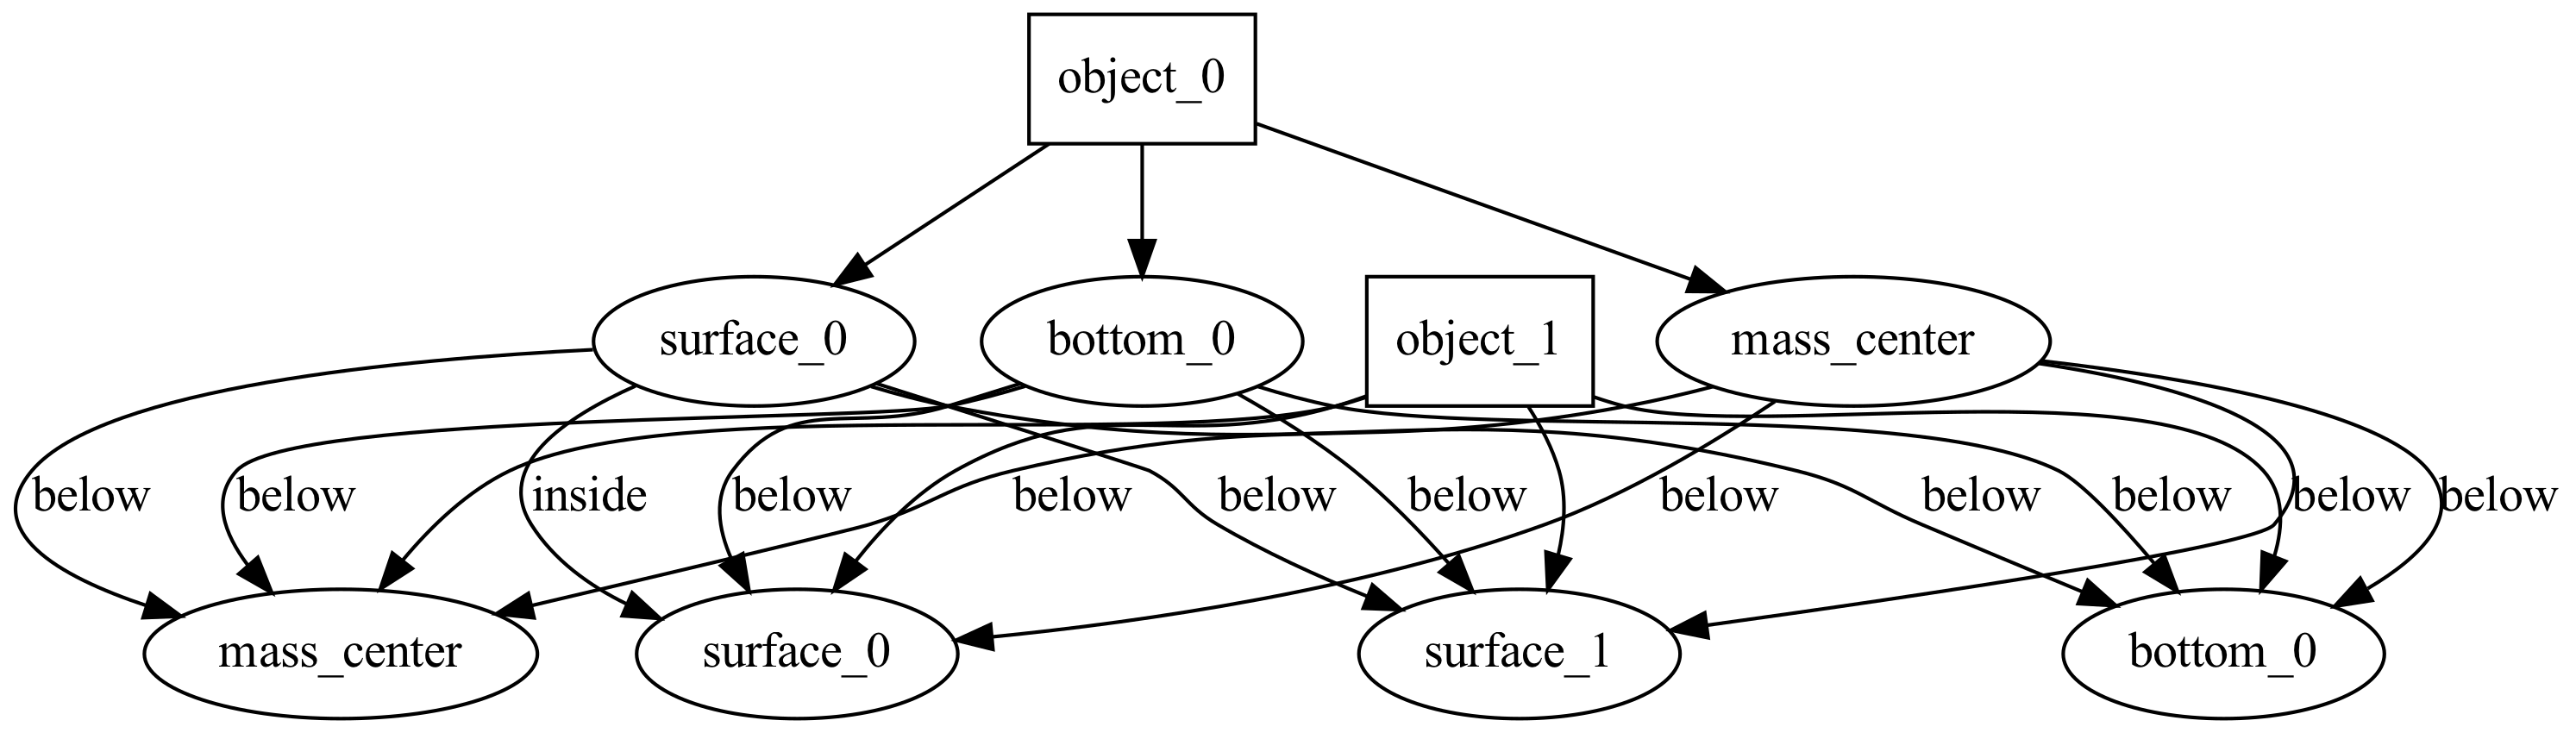 object_0
surface_0
bottom_0
object_1
mass_center
below
below
inside
below
below
below
below
below
below
below
below
below
mass_center
surface_0
surface_1
bottom_0